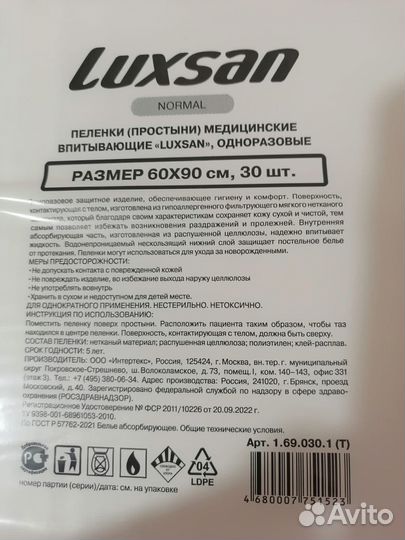 Luxsan
NORMAL
ПЕЛЕНКИ (ПРОСТЫНИ) МЕДИЦИНСКИЕ
ВПИТЫВАЮЩИЕ «LUXSAN», ОДНОРАЗОВЫЕ
РАЗМЕР 60Х90 см, 30 шт.
защитное изделие, обеспечивающее гигиену и комфорт. Поверхность,
контактирующая с телом, изготовлена из гипоаллергенного фильтрующего мягкого нетканого
который благодаря своим характеристикам сохраняет кожу сухой и чистой, тем
самым позволяет избежать возникновения раздражений и пролежней. Внутренняя
абсорбирующая часть, изготовленная из распушенной целлюлозы, надежно впитывает
жидкость. Водонепроницаемый нескользящий нижний слой защищает постельное белье
от протекания. Пеленки могут использоваться для ухода за новорожденными.
МЕРЫ ПРЕДОСТОРОЖНОСТИ:
•Не допускать контакта с поврежденной кожей
•Не повреждать изделие, во избежание выхода наружу целлюлозы
•Не употреблять вовнутрь
•Хранить в сухом и недоступном для детей месте.
ДЛЯ ОДНОКРАТНОГО ПРИМЕНЕНИЯ. НЕСТЕРИЛЬНО. НЕТОКСИЧНО.
ИНСТРУКЦИЯ ПО ИСПОЛЬЗОВАНИЮ:
Поместить пеленку поверх простыни. Расположите пациента таким образом, чтобы таз
находился в центре пеленки. Поверхность, контактирующая с телом, должна быть сверху.
СОСТАВ ПЕЛЕНКИ: нетканый материал; распушенная целлюлоза; полиэтилен; клей-расплав.
СРОК ГОДНОСТИ: 5 лет.
ПРОИЗВОДИТЕЛЬ: ООО «Интертекс», Россия, 125424, г. Москва, вн.тер.г. муниципальный
округ Покровское-Стрешнево, ш.Волоколамское, д.73, помещ.I, ком. 140–143, офис 331
(этаж 3). Тел.: +7 (495) 380-06-34. Адрес производства: Россия, 241020, г. Брянск, проезд
Московский, д.40. Зарегистрировано федеральной службой по надзору в сфере здраво-
охранения (РОСЗДРАВНАДЗОР).
Регистрационное Удостоверение № ФСР 2011/10226 от 20.09.2022 г.
ТУ 9398-001-68961053-2010.
По ГОСТ Р 57762-2021 Белье абсорбирующее. Общие ТУ
Арт. 1.69.030.1 (Т)
04
LDPE
номер партии (серии)/дата: см. на упаковке
4 680007 751523
Avito